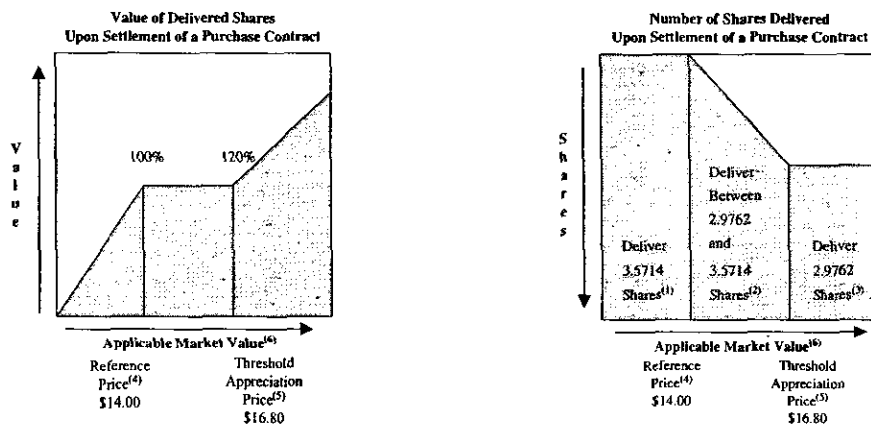 Value of Delivered Shares
Upon Settlement of a Purchase Contract
Value
100%
120%
Applicable Market Value(6)
Reference
Price(4)
$14.00
Threshold
Appreciation
Price(5)
$16.80
Number of Shares Delivered
Upon Settlement of a Purchase Contract
Shares
Deliver
3.5714
Shares(1)
Deliver
Between
2.9762
and
3.5714
Shares(2)
Deliver
2.9762
Shares(3)
Applicable Market Value(6)
Reference
Price(4)
$14.00
Threshold
Appreciation
Price(5)
$16.80